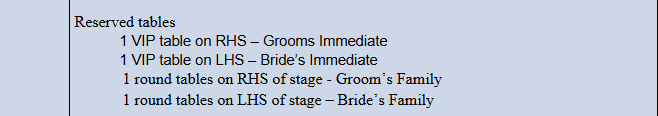 Reserved tables
1 VIP table on RHS – Grooms Immediate
1 VIP table on LHS – Bride’s Immediate
1 round tables on RHS of stage - Groom’s Family
1 round tables on LHS of stage – Bride’s Family